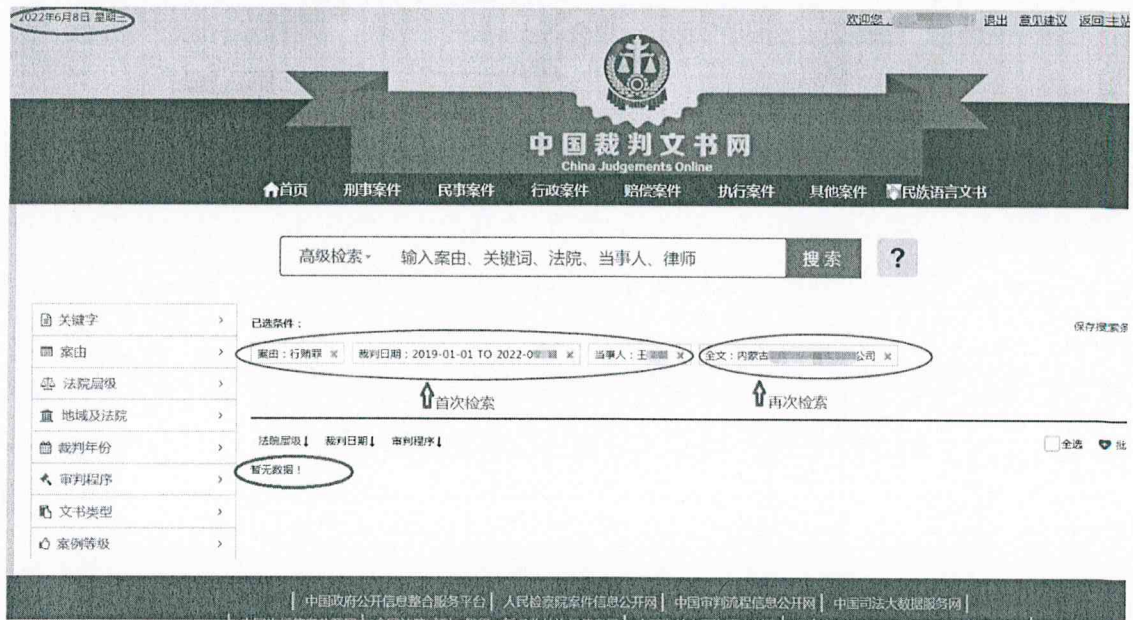 2022年6月8日 星期三
欢迎您， 退出 意见建议 返回主站
中国裁判文书网
China Judgements Online
首页 刑事案件 民事案件 行政案件 赔偿案件 执行案件 其他案件 民族语言文书
高级检索 输入案由、关键词、法院、当事人、律师 搜索 ?
已选条件：
保存搜索条
案由：行贿罪 × 裁判日期：2019-01-01 TO 2022-0 × 当事人：王 × 全文：内蒙古 公司 ×
首次检索 再次检索
关键字
案由
法院层级
地域及法院
裁判年份
审判程序
文书类型
案例等级
法院层级↓ 裁判日期↓ 审判程序↓
全选 批
暂无数据！
中国政府公开信息整合服务平台 | 人民检察院案件信息公开网 | 中国审判流程信息公开网 | 中国司法大数据服务网 |